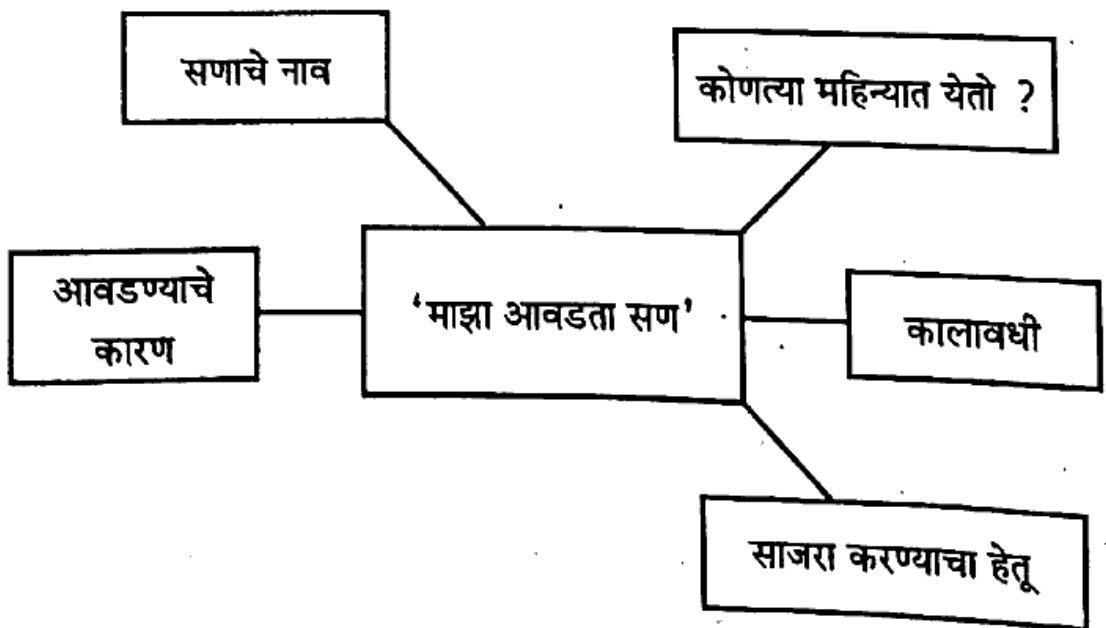 सणाचे नाव
कोणत्या महिन्यात येतो ?
आवडण्याचे
कारण
‘माझा आवडता सण’
कालावधी
साजरा करण्याचा हेतू